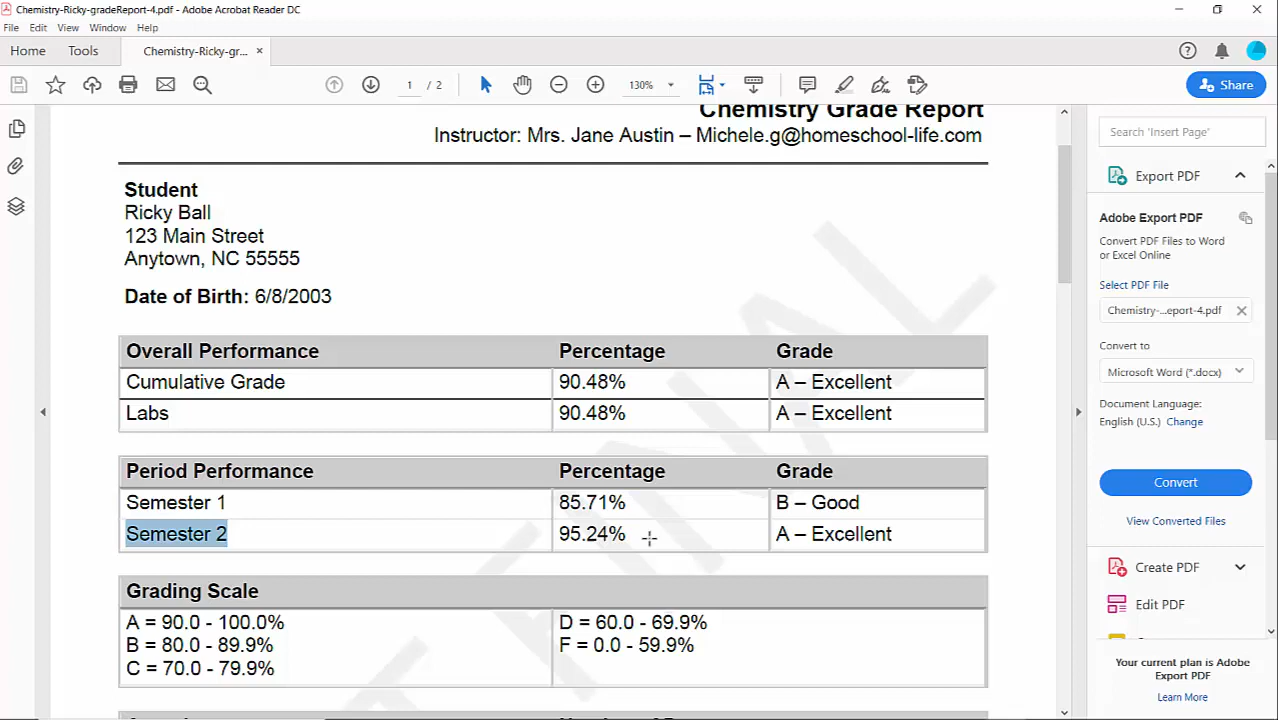 Chemistry-Ricky-gradeReport-4.pdf - Adobe Acrobat Reader DC
File Edit View Window Help
Home Tools Chemistry-Ricky-gr... ×
1 / 2 130% Share
Chemistry Grade Report
Instructor: Mrs. Jane Austin – Michele.g@homeschool-life.com
Student
Ricky Ball
123 Main Street
Anytown, NC 55555
Date of Birth: 6/8/2003
Overall Performance Percentage Grade
Cumulative Grade 90.48% A – Excellent
Labs 90.48% A – Excellent
Period Performance Percentage Grade
Semester 1 85.71% B – Good
Semester 2 95.24% A – Excellent
Grading Scale
A = 90.0 - 100.0% D = 60.0 - 69.9%
B = 80.0 - 89.9% F = 0.0 - 59.9%
C = 70.0 - 79.9%
FINAL
Search 'Insert Page'
Export PDF
Adobe Export PDF
Convert PDF Files to Word
or Excel Online
Select PDF File
Chemistry-...eport-4.pdf
Convert to
Microsoft Word (*.docx)
Document Language:
English (U.S.) Change
Convert
View Converted Files
Create PDF
Edit PDF
Your current plan is Adobe
Export PDF
Learn More